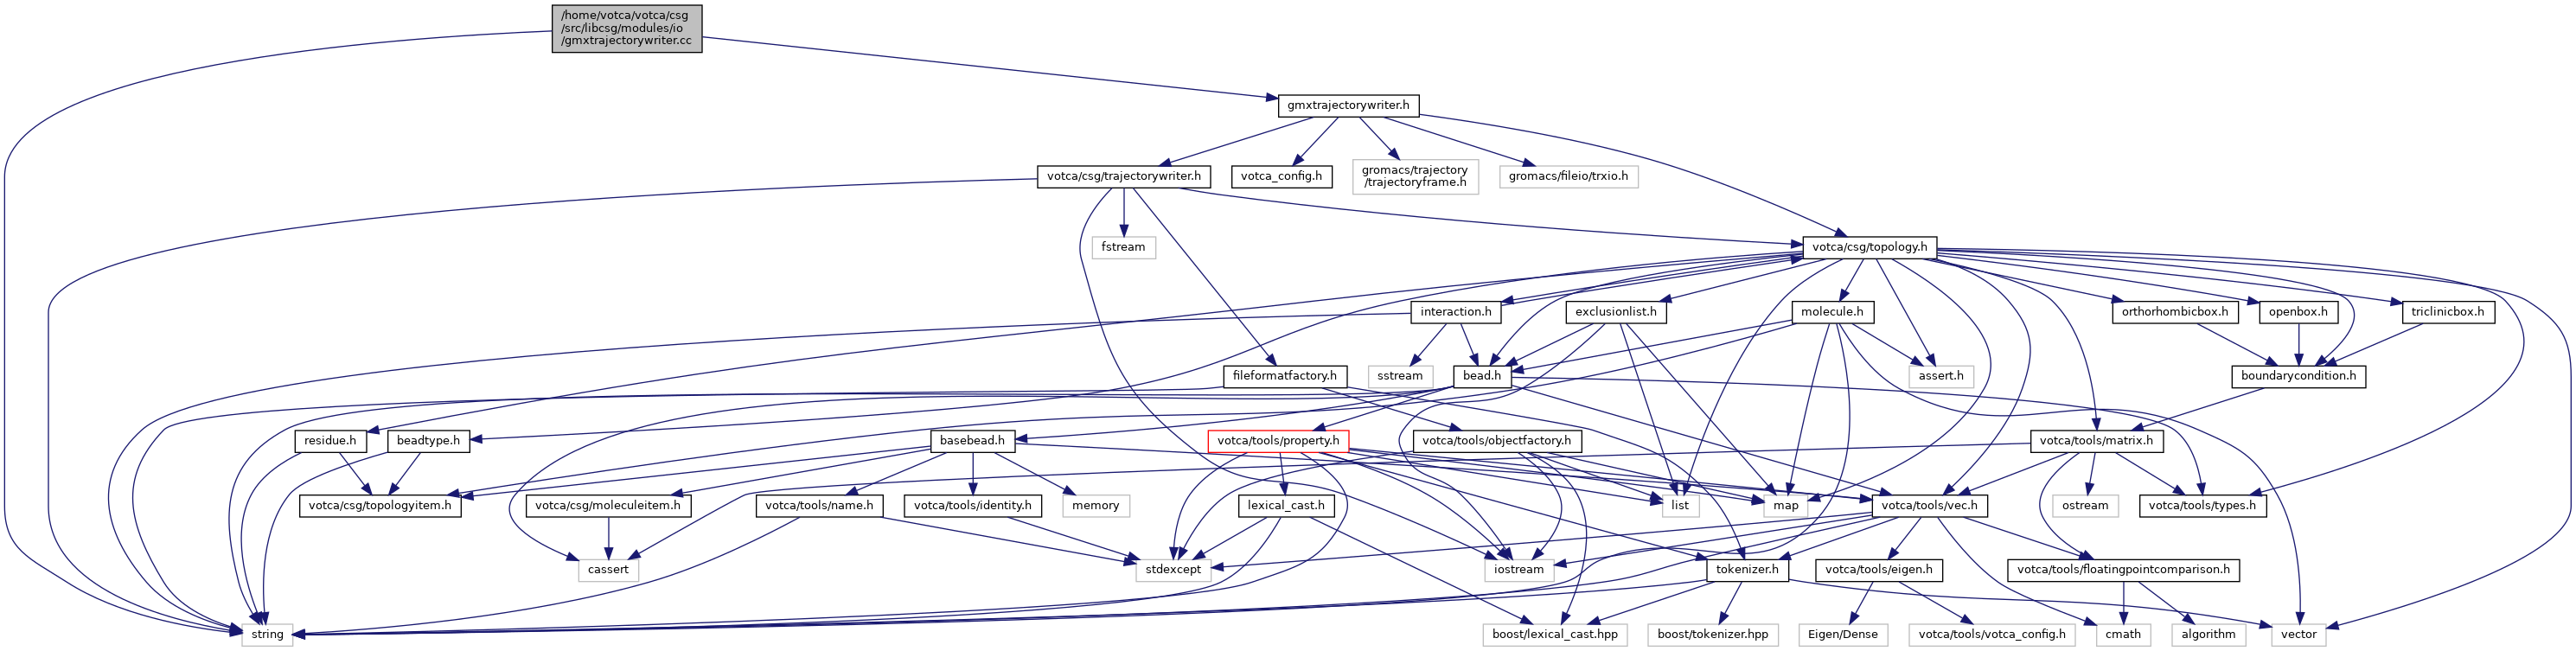 /home/votca/votca/csg
/src/libcsg/modules/io
/gmxtrajectorywriter.cc
gmxtrajectorywriter.h
votca/csg/trajectorywriter.h
votca_config.h
gromacs/trajectory
/trajectoryframe.h
gromacs/fileio/trxio.h
fstream
votca/csg/topology.h
interaction.h
exclusionlist.h
molecule.h
orthorhombicbox.h
openbox.h
triclinicbox.h
fileformatfactory.h
sstream
bead.h
assert.h
boundarycondition.h
residue.h
beadtype.h
basebead.h
votca/tools/property.h
votca/tools/objectfactory.h
votca/tools/matrix.h
votca/csg/topologyitem.h
votca/csg/moleculeitem.h
votca/tools/name.h
votca/tools/identity.h
memory
lexical_cast.h
list
map
votca/tools/vec.h
ostream
votca/tools/types.h
cassert
stdexcept
iostream
tokenizer.h
votca/tools/eigen.h
votca/tools/floatingpointcomparison.h
string
boost/lexical_cast.hpp
boost/tokenizer.hpp
Eigen/Dense
votca/tools/votca_config.h
cmath
algorithm
vector